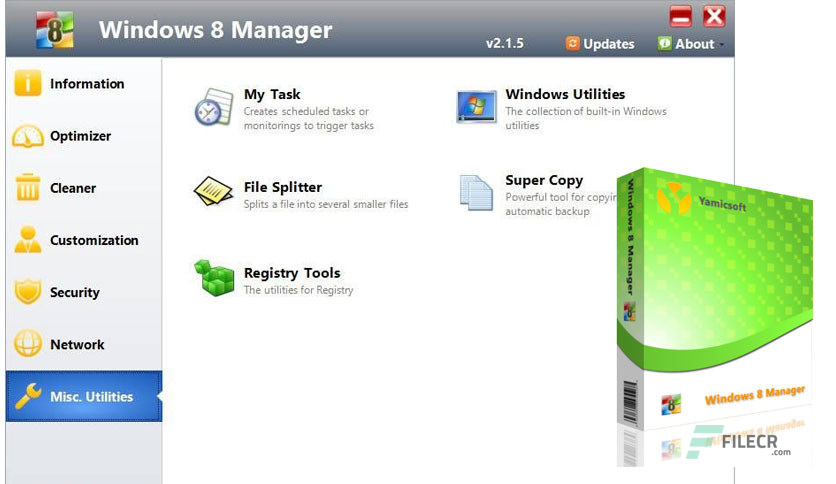 8 Windows 8 Manager
v2.1.5 Updates About
Information
Optimizer
Cleaner
Customization
Security
Network
Misc. Utilities
My Task
Creates scheduled tasks or
monitorings to trigger tasks
Windows Utilities
The collection of built-in Windows
utilities
File Splitter
Splits a file into several smaller files
Super Copy
Powerful tool for copyin
automatic backup
Registry Tools
The utilities for Registry
Yamicsoft
Windows 8 Manager
8
8 Windows 8 Manager
FILECR
.com